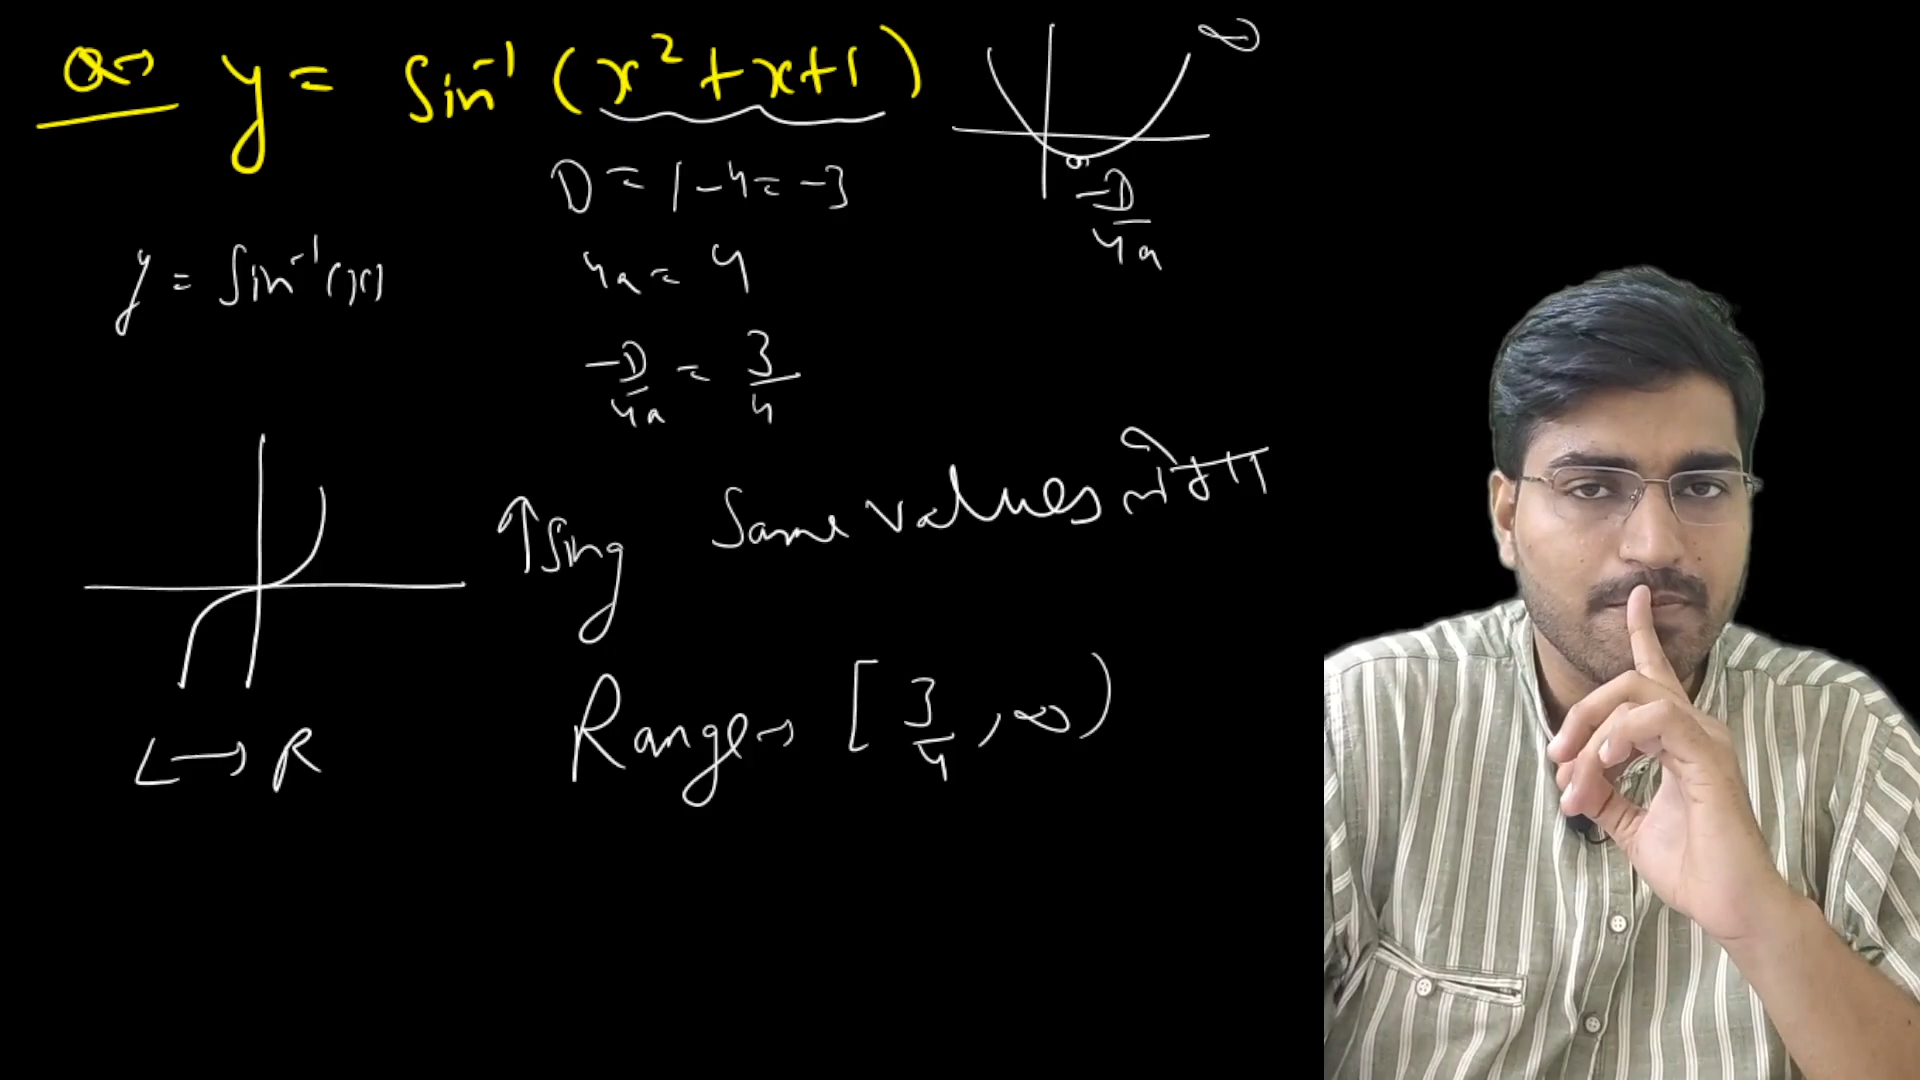 Q→ y = Sin⁻¹ (x² + x + 1)
∞
D = 1 - 4 = -3
-D/4a
y = Sin⁻¹(x)
4a = 4
-D/4a = 3/4
↑sing Same values लेगा
Range→ [3/4, ∞)
L → R